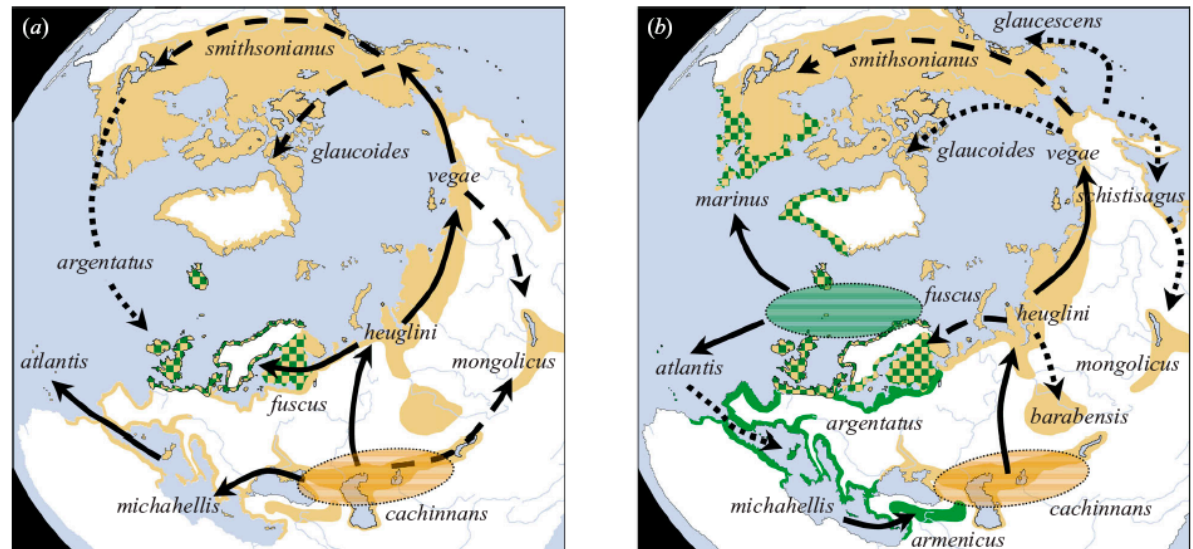 (a)
smithsonianus
glaucoides
vegae
argentatus
heuglini
atlantis
mongolicus
fuscus
michahellis
cachinnans
(b)
glaucescens
smithsonianus
glaucoides
vegae
marinus
schistisagus
fuscus
heuglini
atlantis
mongolicus
barabensis
argentatus
michahellis
cachinnans
armenicus